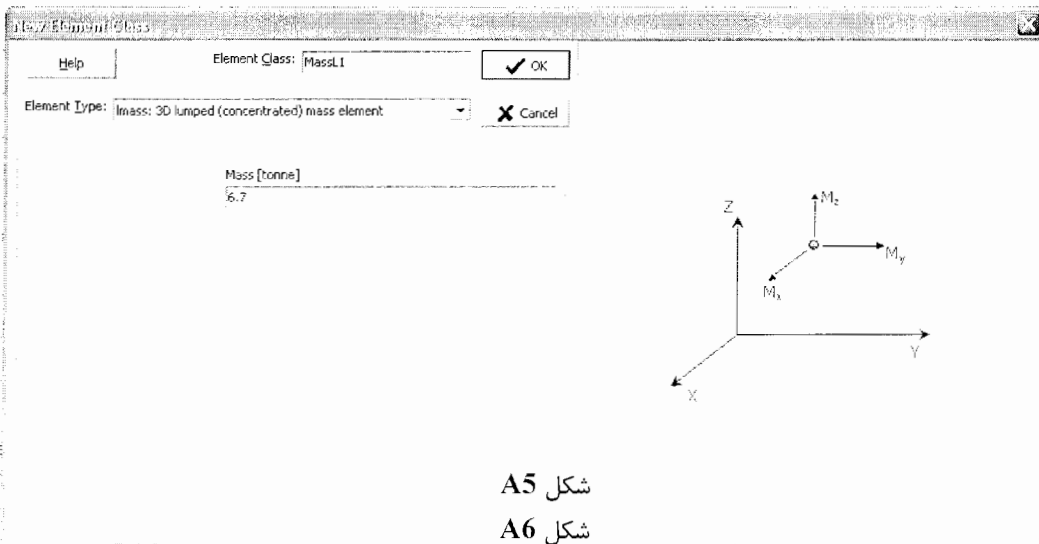 New Element Class
Help
Element Class: MassLI
OK
Element Type: lmass: 3D lumped (concentrated) mass element
Cancel
Mass [tonne]
6.7
Z
Mz
My
Mx
Y
X
شکل A5
شکل A6